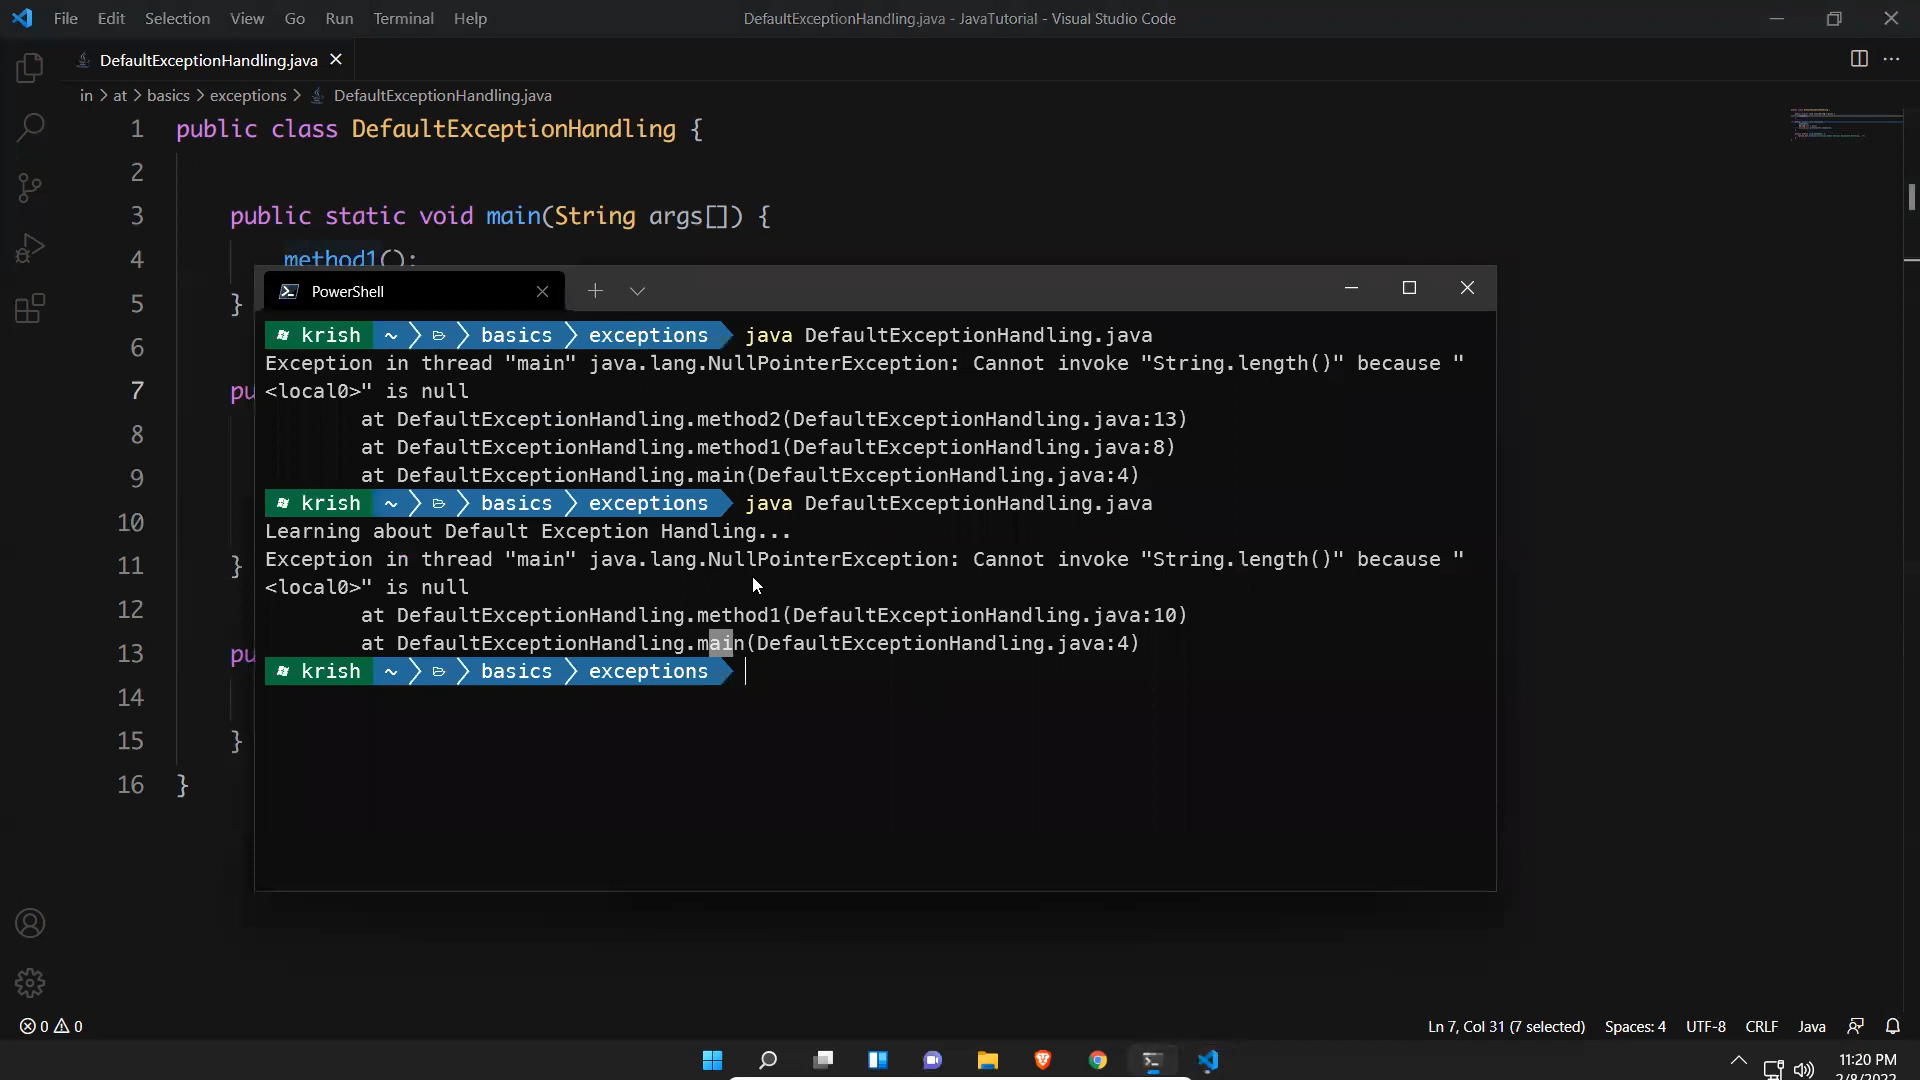 File Edit Selection View Go Run Terminal Help
DefaultExceptionHandling.java - JavaTutorial - Visual Studio Code
DefaultExceptionHandling.java
in > at > basics > exceptions > DefaultExceptionHandling.java
1 public class DefaultExceptionHandling {
2
3 public static void main(String args[]) {
4 method1();
5 }
6
7 pu
8
9
10
11 }
12
13 pu
14
15 }
16 }
PowerShell
krish ~ basics exceptions java DefaultExceptionHandling.java
Exception in thread "main" java.lang.NullPointerException: Cannot invoke "String.length()" because "
<local0>" is null
at DefaultExceptionHandling.method2(DefaultExceptionHandling.java:13)
at DefaultExceptionHandling.method1(DefaultExceptionHandling.java:8)
at DefaultExceptionHandling.main(DefaultExceptionHandling.java:4)
krish ~ basics exceptions java DefaultExceptionHandling.java
Learning about Default Exception Handling...
Exception in thread "main" java.lang.NullPointerException: Cannot invoke "String.length()" because "
<local0>" is null
at DefaultExceptionHandling.method1(DefaultExceptionHandling.java:10)
at DefaultExceptionHandling.main(DefaultExceptionHandling.java:4)
krish ~ basics exceptions
0 0
Ln 7, Col 31 (7 selected) Spaces: 4 UTF-8 CRLF Java
11:20 PM
2/8/2022